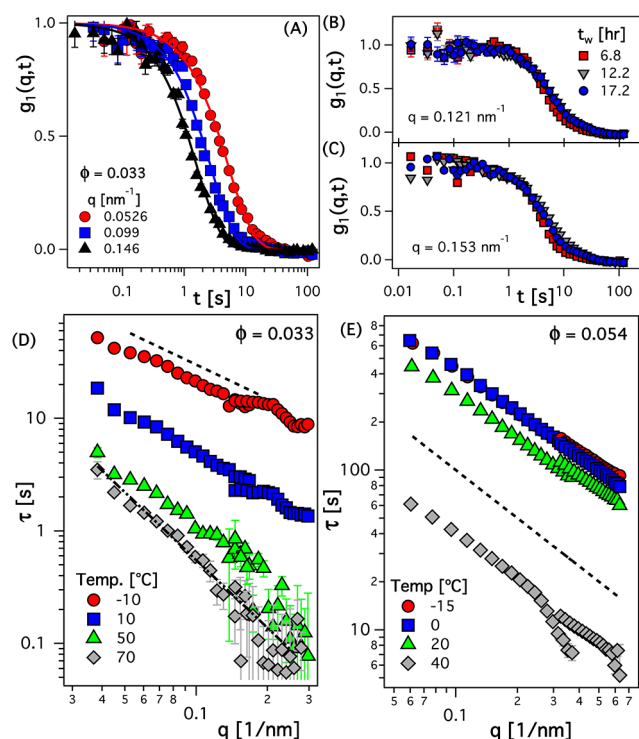 (A)
1.0
0.5
0.0
g₁(q,t)
ϕ = 0.033
q [nm⁻¹]
0.0526
0.099
0.146
0.1
1
10
100
t [s]
(B)
1.0
0.5
0.0
g₁(q,t)
q = 0.121 nm⁻¹
t_w [hr]
6.8
12.2
17.2
(C)
1.0
0.5
0.0
g₁(q,t)
q = 0.153 nm⁻¹
0.01
0.1
1
10
100
t [s]
(D)
ϕ = 0.033
10
1
0.1
τ [s]
Temp. [°C]
-10
10
50
70
3
4
5
6
7
0.1
2
3
q [1/nm]
(E)
ϕ = 0.054
8
6
4
2
100
8
6
4
2
10
8
6
τ [s]
Temp [°C]
-15
0
20
40
5
6
7
8
0.1
2
3
4
5
6
7
q [1/nm]